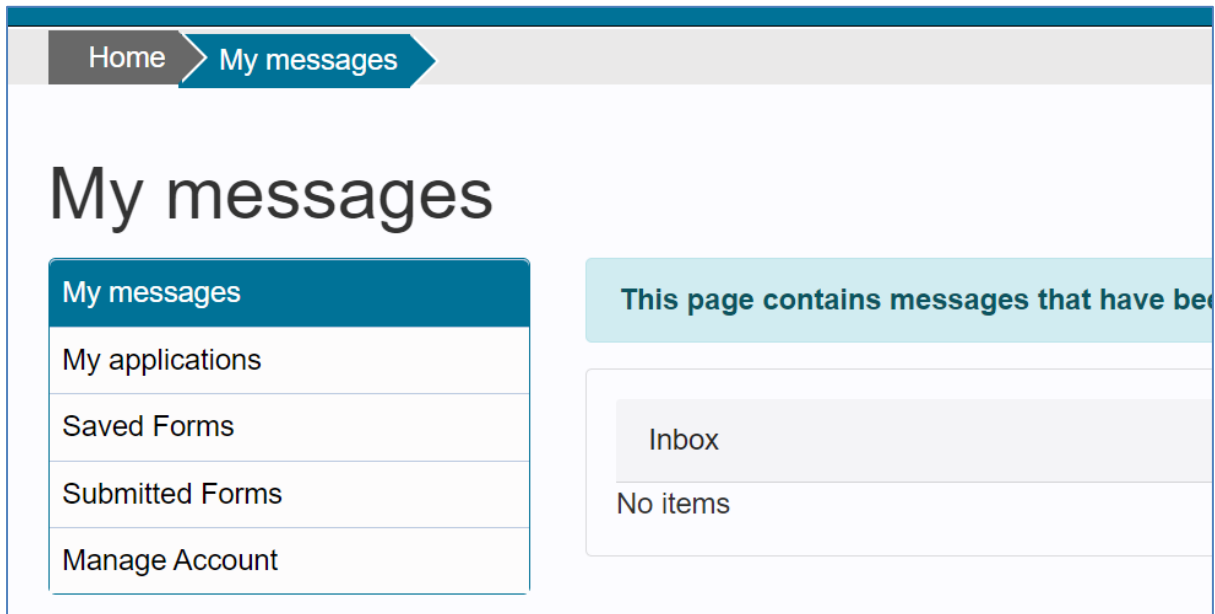 Home My messages
My messages
My messages
My applications
Saved Forms
Submitted Forms
Manage Account
This page contains messages that have
Inbox
No items